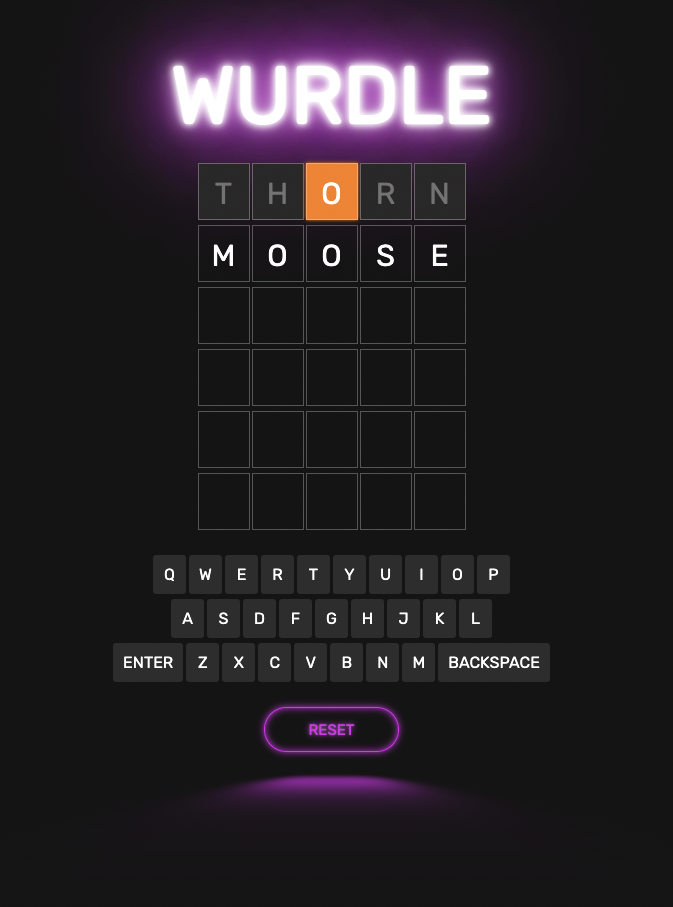 WURDLE
T H O R N
M O O S E
Q W E R T Y U I O P
A S D F G H J K L
ENTER Z X C V B N M BACKSPACE
RESET